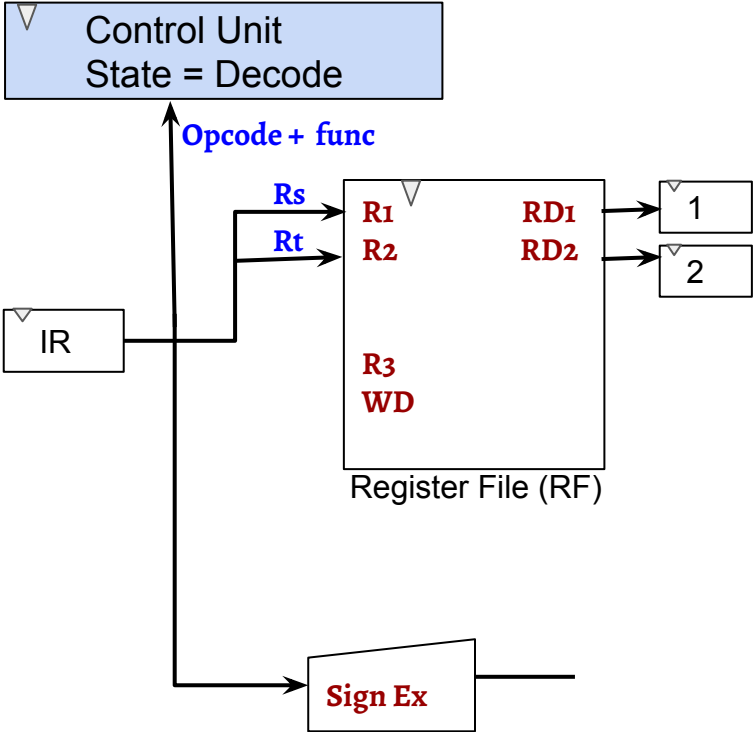 Control Unit
State = Decode
Opcode + func
Rs
Rt
R1
R2
RD1
RD2
1
2
IR
R3
WD
Register File (RF)
Sign Ex